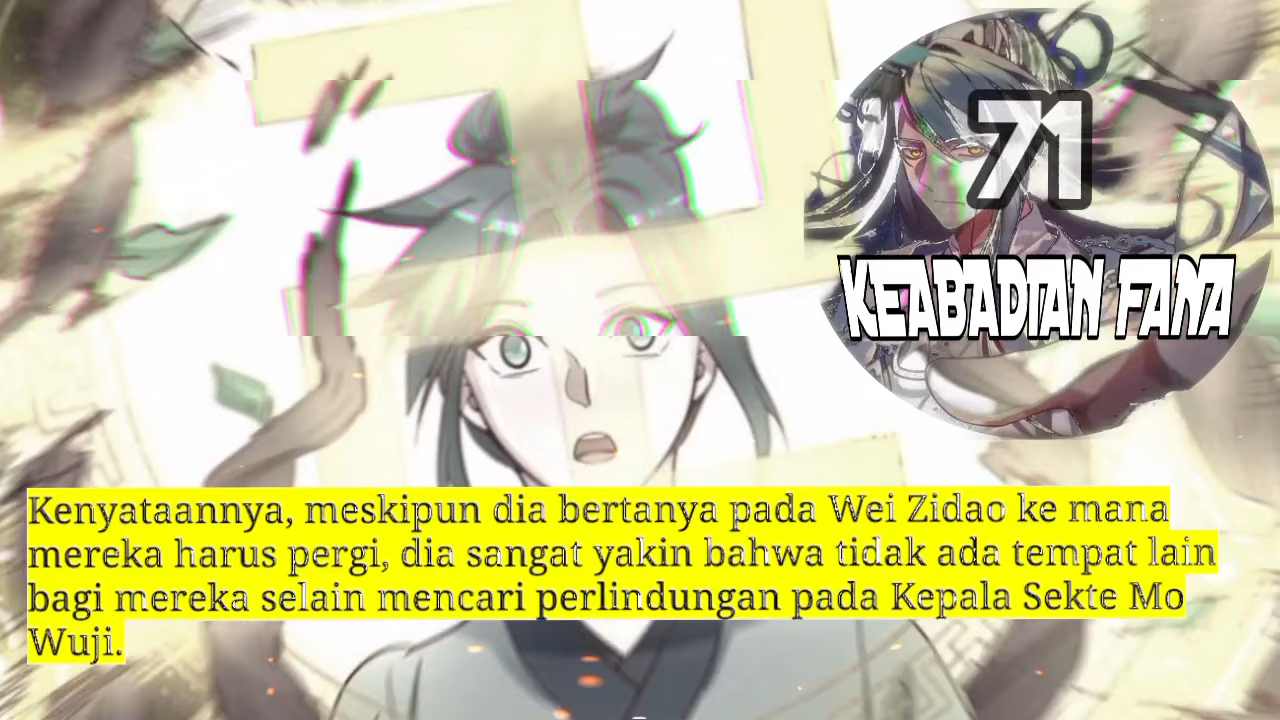 71
KEABADIAN FANA
Kenyataannya, meskipun dia bertanya pada Wei Zidao ke mana
mereka harus pergi, dia sangat yakin bahwa tidak ada tempat lain
bagi mereka selain mencari perlindungan pada Kepala Sekte Mo
Wuji.